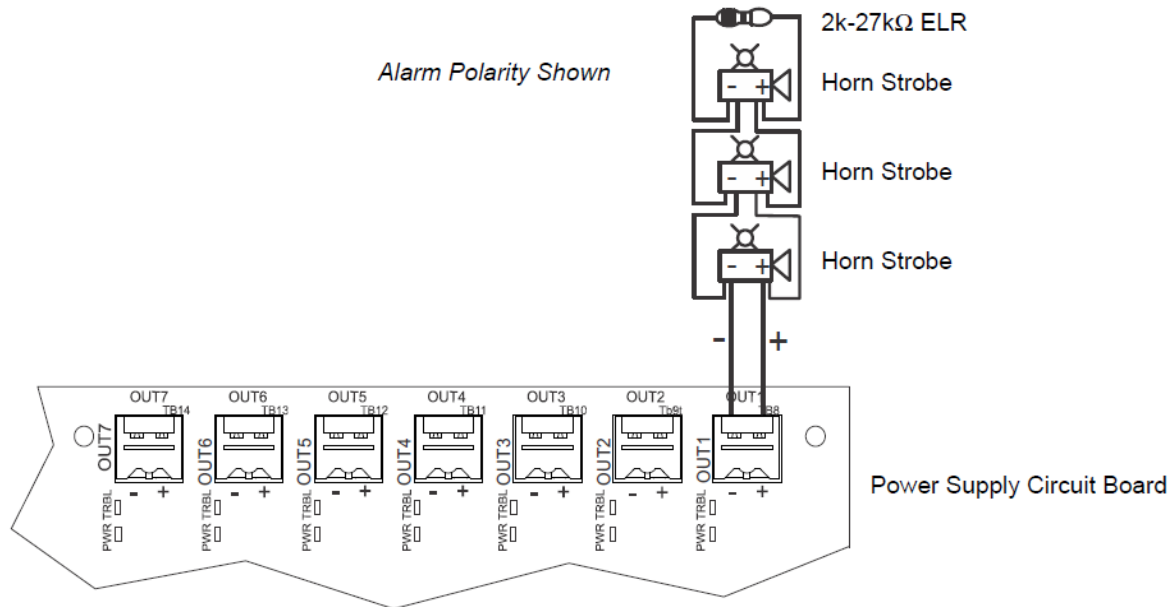 2k-27kΩ ELR
Alarm Polarity Shown
- +
Horn Strobe
- +
Horn Strobe
- +
Horn Strobe
- +
OUT7 OUT6 OUT5 OUT4 OUT3 OUT2 OUT1
TB14 TB13 TB12 TB11 TB10 Tb9t TB8
OUT7 OUT6 OUT5 OUT4 OUT3 OUT2 OUT1
- + - + - + - + - + - + - +
Power Supply Circuit Board
PWR TRBL PWR TRBL PWR TRBL PWR TRBL PWR TRBL PWR TRBL PWR TRBL